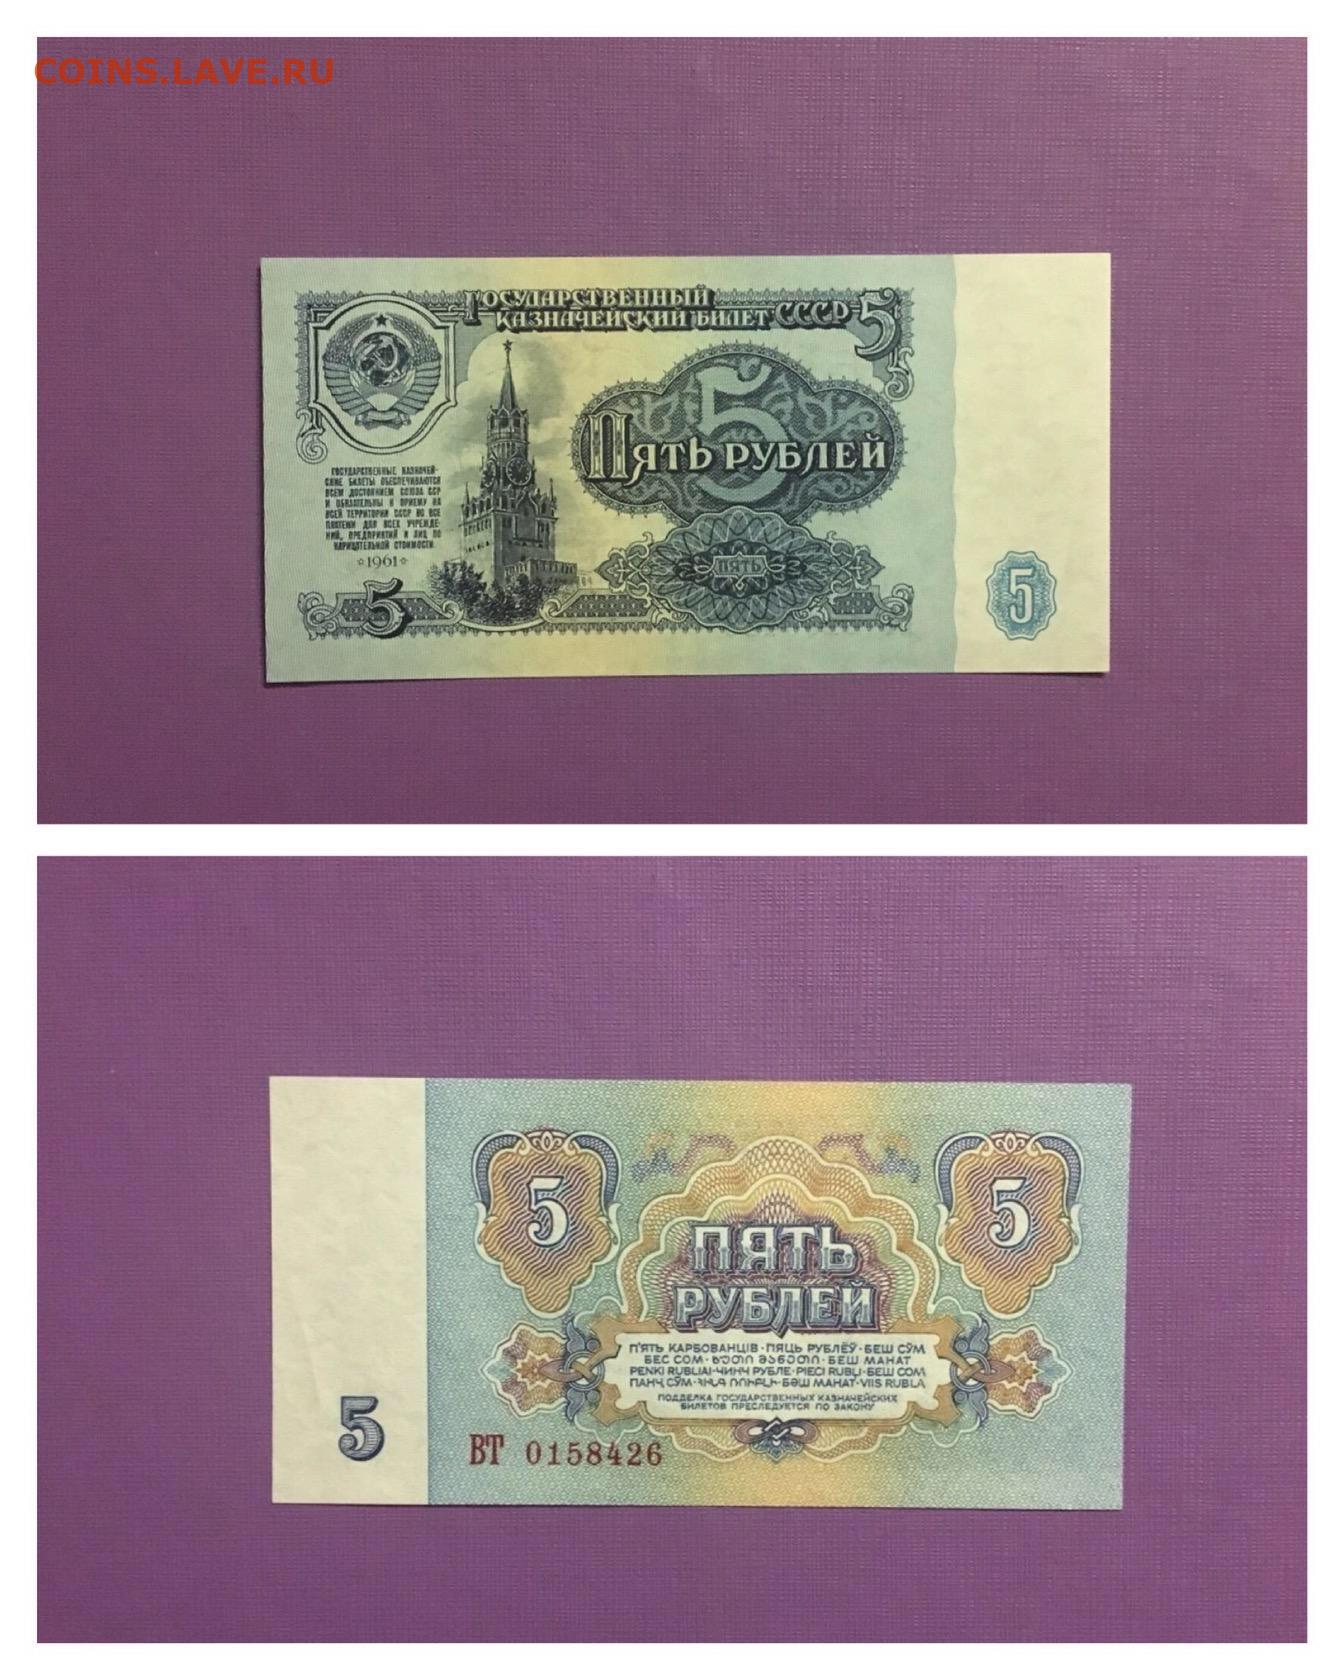 COINS.LAVE.RU
ГОСУДАРСТВЕННЫЙ
КАЗНАЧЕЙСКИЙ БИЛЕТ СССР 5
5
ПЯТЬ РУБЛЕЙ
ГОСУДАРСТВЕННЫЕ КАЗНАЧЕЙ-
СКИЕ БИЛЕТЫ ОБЕСПЕЧИВАЮТСЯ
ВСЕМ ДОСТОЯНИЕМ СОЮЗА ССР
И ОБЯЗАТЕЛЬНЫ К ПРИЕМУ НА
ВСЕЙ ТЕРРИТОРИИ СССР ВО ВСЕ
ПЛАТЕЖИ ДЛЯ ВСЕХ УЧРЕЖДЕ-
НИЙ, ПРЕДПРИЯТИЙ И ЛИЦ ПО
НАРИЦАТЕЛЬНОЙ СТОИМОСТИ.
1961
ПЯТЬ
5
5
5 5
ПЯТЬ
РУБЛЕЙ
П'ЯТЬ КАРБОВАНЦІВ · ПЯЦЬ РУБЛЁЎ · БЕШ СЎМ
БЕС СОМ · ᲮᲣᲗᲘ ᲛᲐᲜᲔᲗᲘ · БЕШ МАНАТ
PENKI RUBLIAI · ЧИНЧ РУБЛЕ · PIECI RUBĻI · БЕШ СОМ
ПАНҶ СЎМ · ՀԻՆԳ ՌՈՒԲԼԻ · БӘШ МАНАТ · VIIS RUBLA
ПОДДЕЛКА ГОСУДАРСТВЕННЫХ КАЗНАЧЕЙСКИХ
БИЛЕТОВ ПРЕСЛЕДУЕТСЯ ПО ЗАКОНУ
5
ВТ 0158426